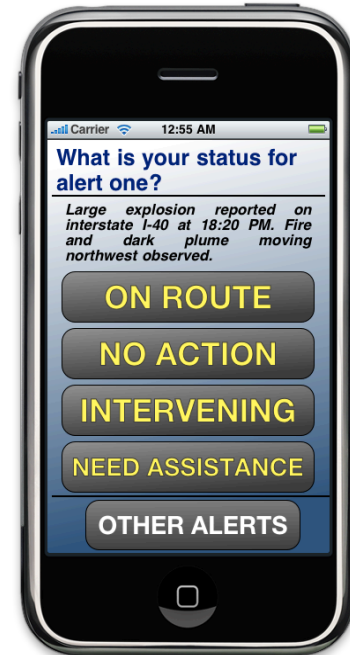 Carrier 12:55 AM
What is your status for
alert one?
Large explosion reported on
interstate I-40 at 18:20 PM. Fire
and dark plume moving
northwest observed.
ON ROUTE
NO ACTION
INTERVENING
NEED ASSISTANCE
OTHER ALERTS